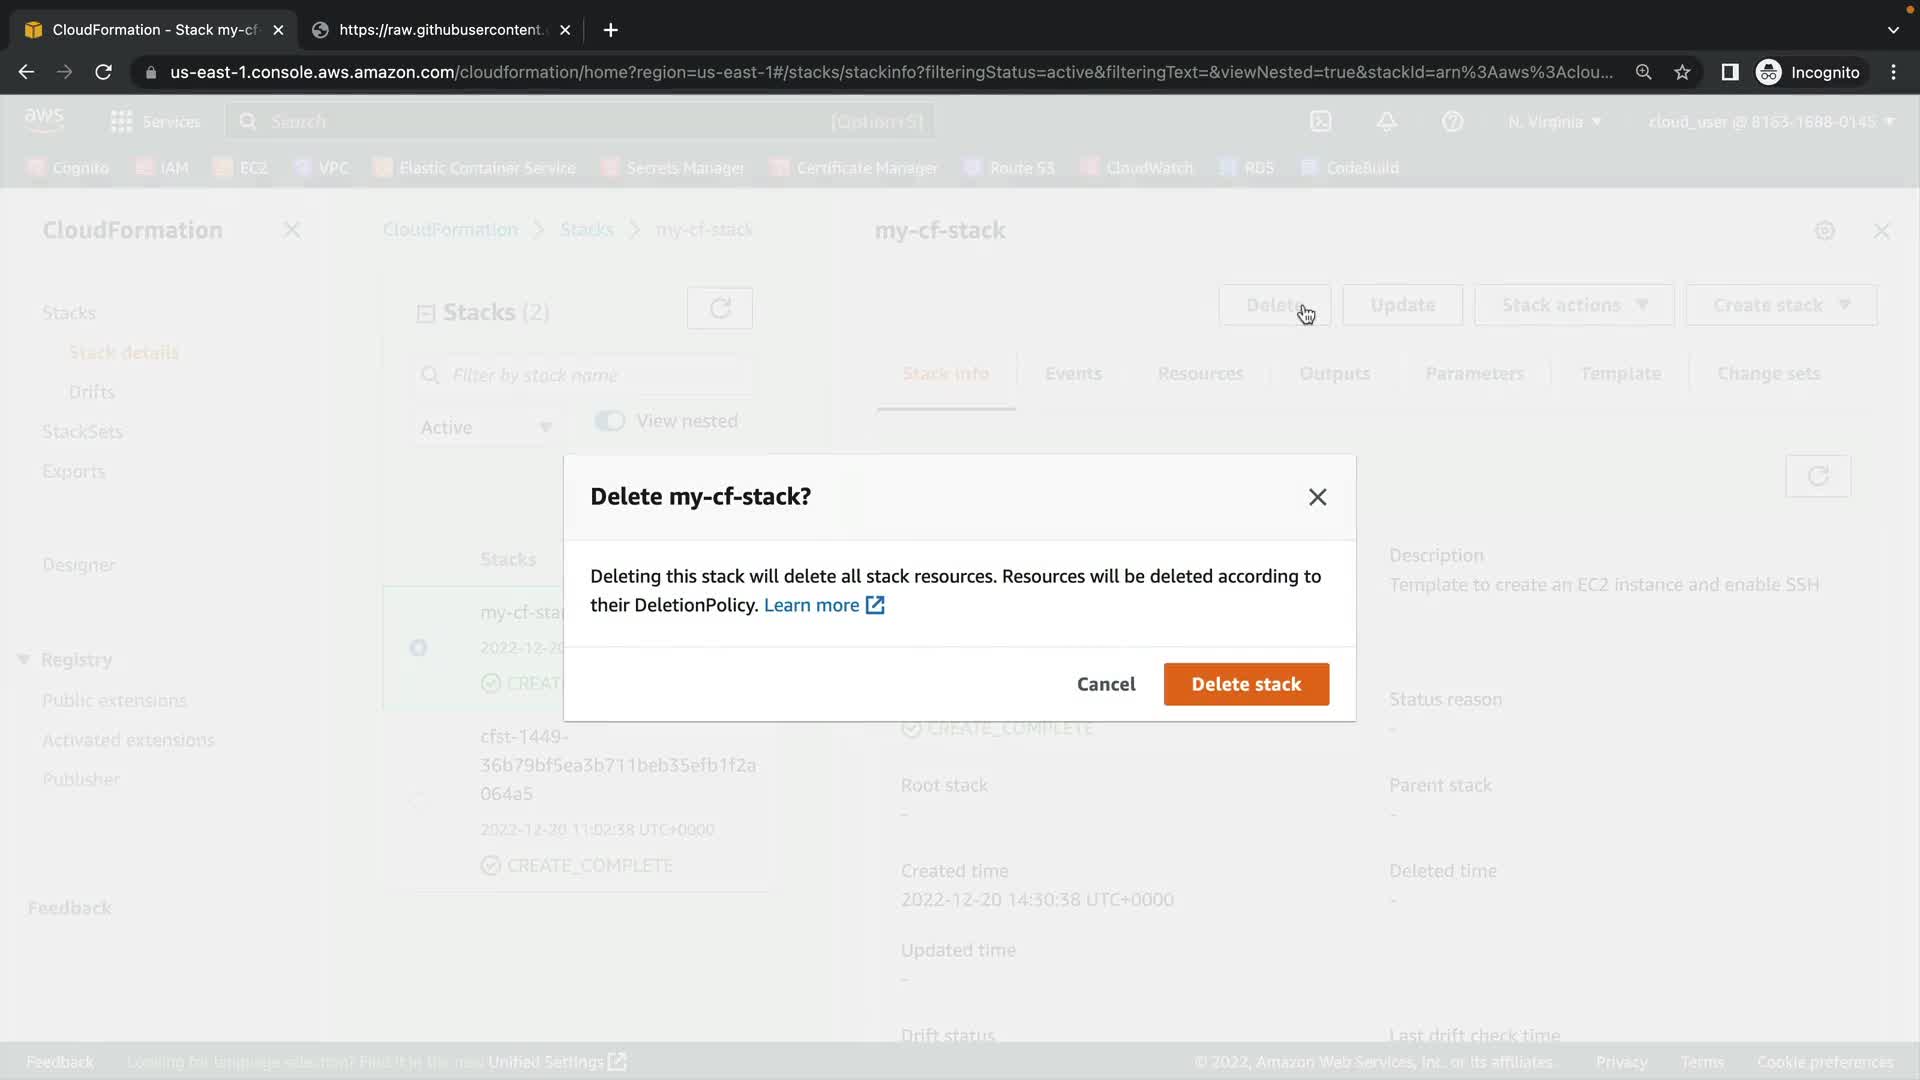 CloudFormation - Stack my-cf-
https://raw.githubusercontent.
us-east-1.console.aws.amazon.com/cloudformation/home?region=us-east-1#/stacks/stackinfo?filteringStatus=active&filteringText=&viewNested=true&stackId=arn%3Aaws%3Aclou...
Incognito
aws
Services
Search
[Option+S]
N. Virginia
cloud_user @ 8163-1688-0145
Cognito
IAM
EC2
VPC
Elastic Container Service
Secrets Manager
Certificate Manager
Route 53
CloudWatch
RDS
CodeBuild
CloudFormation
Stacks
Stack details
Drifts
StackSets
Exports
Designer
Registry
Public extensions
Activated extensions
Publisher
Feedback
CloudFormation
Stacks
my-cf-stack
Stacks (2)
Filter by stack name
Active
View nested
Stacks
my-cf-sta
2022-12-20
CREAT
cfst-1449-
36b79bf5ea3b711beb35efb1f2a
064a5
2022-12-20 11:02:38 UTC+0000
CREATE_COMPLETE
my-cf-stack
Delete
Update
Stack actions
Create stack
Stack info
Events
Resources
Outputs
Parameters
Template
Change sets
Description
Template to create an EC2 instance and enable SSH
Status reason
-
CREATE_COMPLETE
Root stack
-
Parent stack
-
Created time
2022-12-20 14:30:38 UTC+0000
Deleted time
-
Updated time
-
Drift status
Last drift check time
Delete my-cf-stack?
Deleting this stack will delete all stack resources. Resources will be deleted according to
their DeletionPolicy. Learn more
Cancel
Delete stack
Feedback
Looking for language selection? Find it in the new Unified Settings
© 2022, Amazon Web Services, Inc. or its affiliates.
Privacy
Terms
Cookie preferences